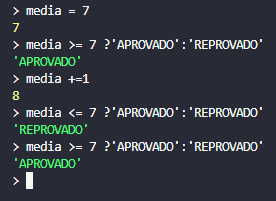 > media = 7
7
> media >= 7 ?'APROVADO':'REPROVADO'
'APROVADO'
> media +=1
8
> media <= 7 ?'APROVADO':'REPROVADO'
'REPROVADO'
> media >= 7 ?'APROVADO':'REPROVADO'
'APROVADO'
>